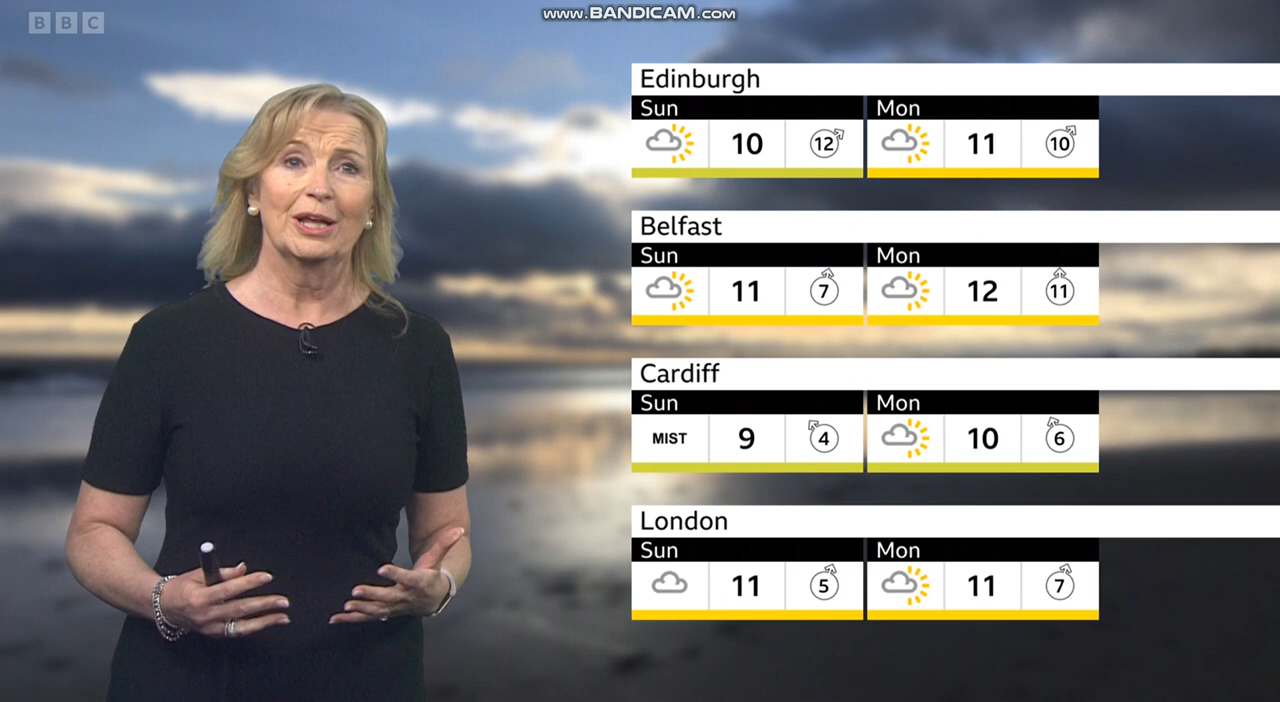 BBC
www.BANDICAM.com
Edinburgh
Sun Mon
10 12 11 10
Belfast
Sun Mon
11 7 12 11
Cardiff
Sun Mon
MIST 9 4 10 6
London
Sun Mon
11 5 11 7